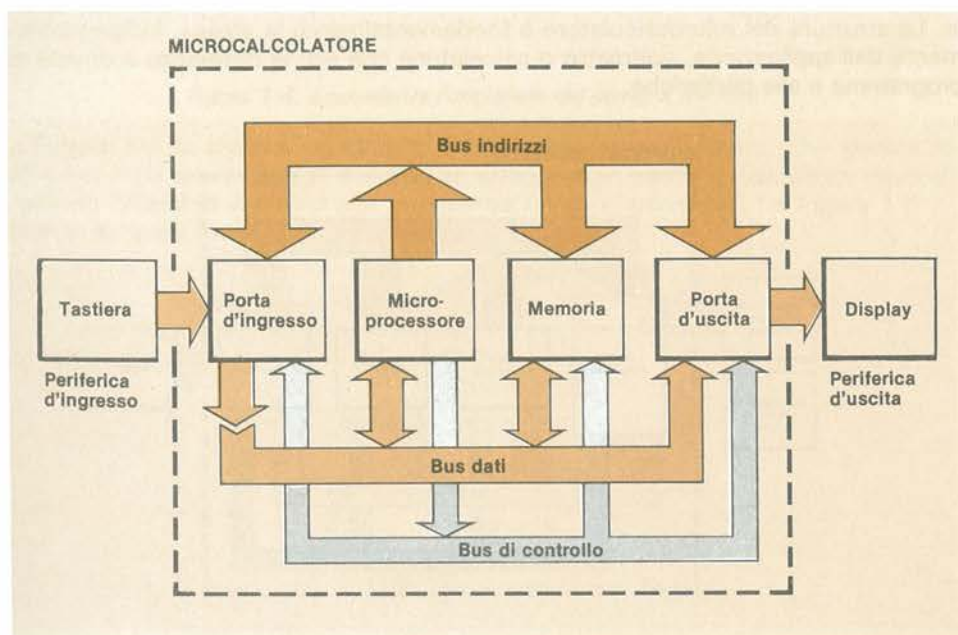 MICROCALCOLATORE
Bus indirizzi
Tastiera
Porta
d'ingresso
Micro-
processore
Memoria
Porta
d'uscita
Display
Periferica
d'ingresso
Periferica
d'uscita
Bus dati
Bus di controllo